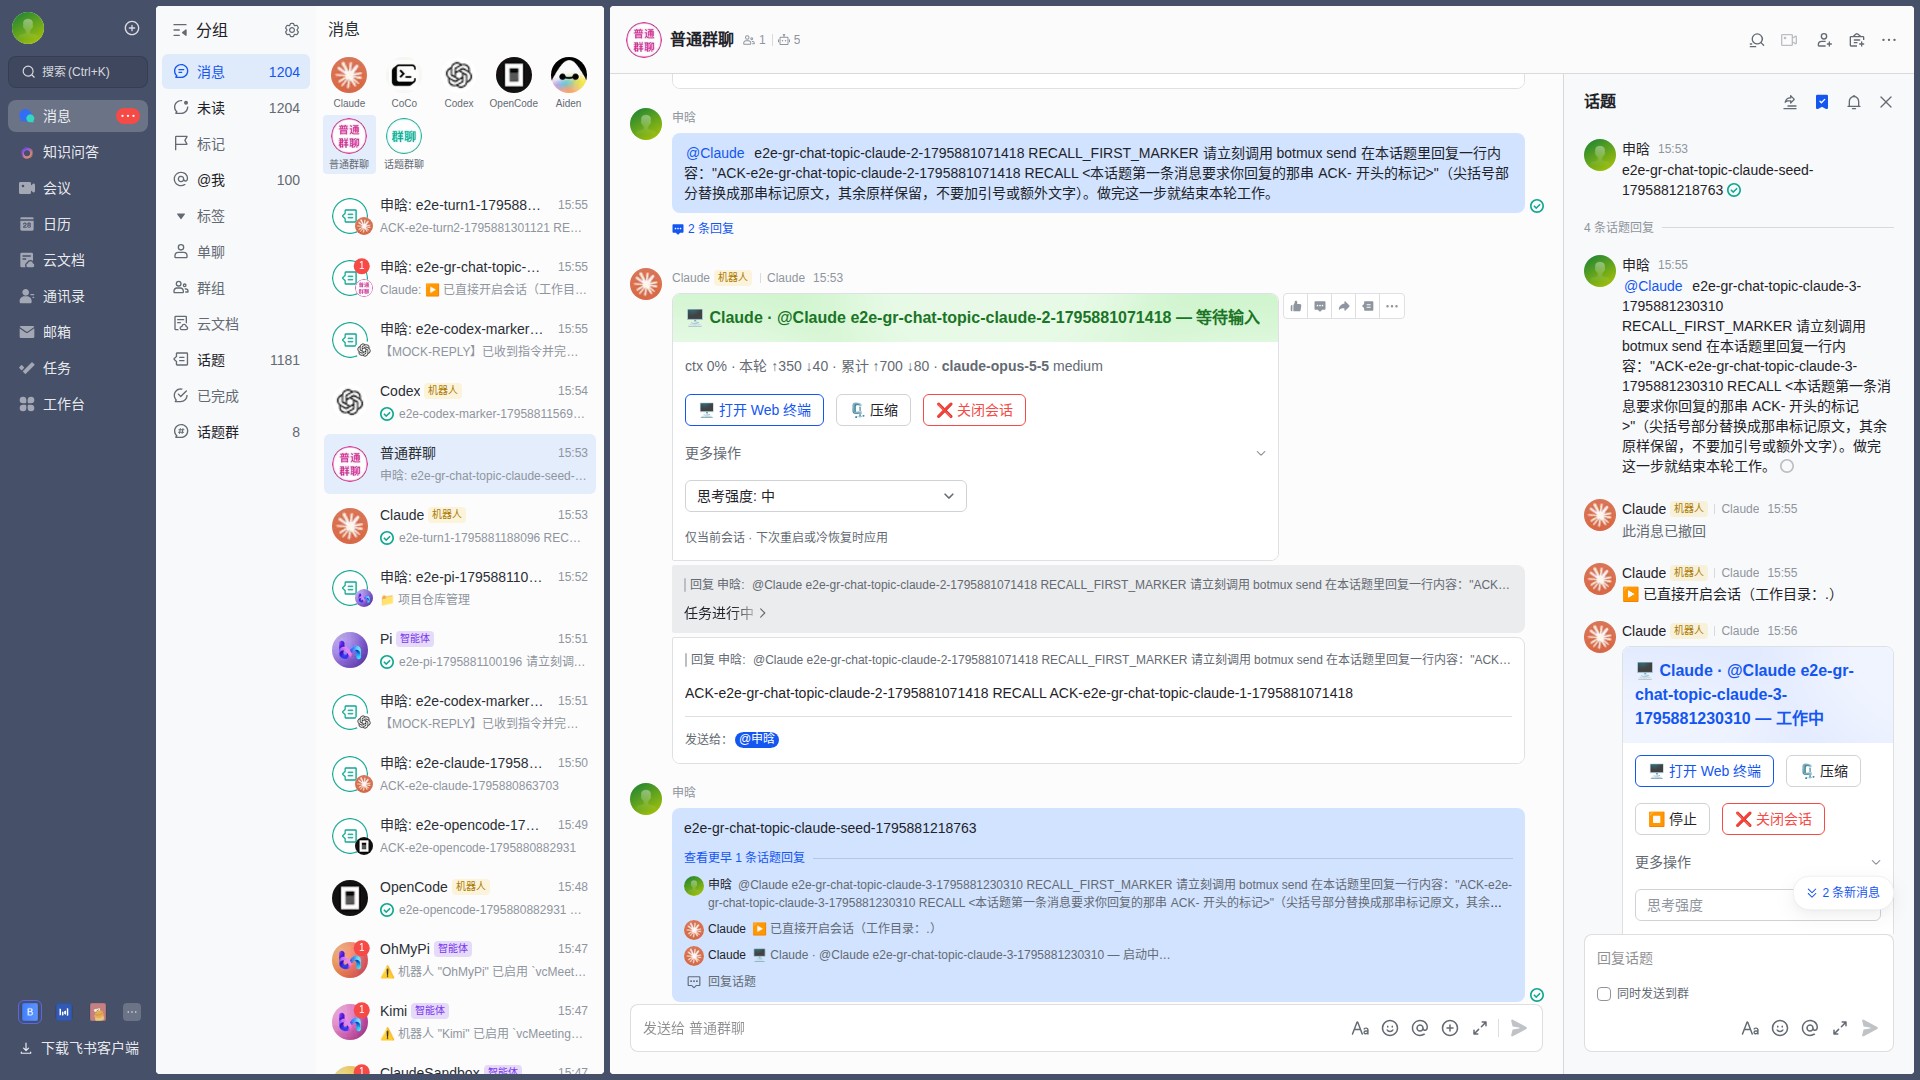 搜索 (Ctrl+K)
消息
知识问答
会议
日历
云文档
通讯录
邮箱
任务
工作台
下载飞书客户端
分组
消息 1204
未读 1204
标记
@我 100
标签
单聊
群组
云文档
话题 1181
已完成
话题群 8
消息
Claude
CoCo
Codex
OpenCode
Aiden
普通群聊
话题群聊
申晗: e2e-turn1-179588… 15:55
ACK-e2e-turn2-1795881301121 RE…
1
申晗: e2e-gr-chat-topic-… 15:55
Claude: ▶️ 已直接开启会话（工作目…
申晗: e2e-codex-marker… 15:55
【MOCK-REPLY】已收到指令并完…
Codex 机器人 15:54
e2e-codex-marker-17958811569…
普通群聊 15:53
申晗: e2e-gr-chat-topic-claude-seed-…
Claude 机器人 15:53
e2e-turn1-1795881188096 REC…
申晗: e2e-pi-179588110… 15:52
📁 项目仓库管理
Pi 智能体 15:51
e2e-pi-1795881100196 请立刻调…
申晗: e2e-codex-marker… 15:51
【MOCK-REPLY】已收到指令并完…
申晗: e2e-claude-17958… 15:50
ACK-e2e-claude-1795880863703
申晗: e2e-opencode-17… 15:49
ACK-e2e-opencode-1795880882931
OpenCode 机器人 15:48
e2e-opencode-1795880882931 …
1
OhMyPi 智能体 15:47
⚠️ 机器人 "OhMyPi" 已启用 `vcMeet…
1
Kimi 智能体 15:47
⚠️ 机器人 "Kimi" 已启用 `vcMeeting…
1
ClaudeSandbox 智能体 15:47
普通群聊
普通群聊 1 5
申晗
@Claude e2e-gr-chat-topic-claude-2-1795881071418 RECALL_FIRST_MARKER 请立刻调用 botmux send 在本话题里回复一行内
容："ACK-e2e-gr-chat-topic-claude-2-1795881071418 RECALL <本话题第一条消息要求你回复的那串 ACK- 开头的标记>"（尖括号部
分替换成那串标记原文，其余原样保留，不要加引号或额外文字）。做完这一步就结束本轮工作。
2 条回复
Claude 机器人 Claude 15:53
🖥️ Claude · @Claude e2e-gr-chat-topic-claude-2-1795881071418 — 等待输入
ctx 0% · 本轮 ↑350 ↓40 · 累计 ↑700 ↓80 · claude-opus-5-5 medium
🖥️ 打开 Web 终端
🗜️ 压缩
❌ 关闭会话
更多操作
思考强度: 中
仅当前会话 · 下次重启或冷恢复时应用
回复 申晗: @Claude e2e-gr-chat-topic-claude-2-1795881071418 RECALL_FIRST_MARKER 请立刻调用 botmux send 在本话题里回复一行内容："ACK…
任务进行中
回复 申晗: @Claude e2e-gr-chat-topic-claude-2-1795881071418 RECALL_FIRST_MARKER 请立刻调用 botmux send 在本话题里回复一行内容："ACK…
ACK-e2e-gr-chat-topic-claude-2-1795881071418 RECALL ACK-e2e-gr-chat-topic-claude-1-1795881071418
发送给： @申晗
申晗
e2e-gr-chat-topic-claude-seed-1795881218763
查看更早 1 条话题回复
申晗 @Claude e2e-gr-chat-topic-claude-3-1795881230310 RECALL_FIRST_MARKER 请立刻调用 botmux send 在本话题里回复一行内容："ACK-e2e-
gr-chat-topic-claude-3-1795881230310 RECALL <本话题第一条消息要求你回复的那串 ACK- 开头的标记>"（尖括号部分替换成那串标记原文，其余…
Claude ▶️ 已直接开启会话（工作目录：.）
Claude 🖥️ Claude · @Claude e2e-gr-chat-topic-claude-3-1795881230310 — 启动中…
回复话题
发送给 普通群聊
话题
申晗 15:53
e2e-gr-chat-topic-claude-seed-
1795881218763
4 条话题回复
申晗 15:55
@Claude e2e-gr-chat-topic-claude-3-
1795881230310
RECALL_FIRST_MARKER 请立刻调用
botmux send 在本话题里回复一行内
容："ACK-e2e-gr-chat-topic-claude-3-
1795881230310 RECALL <本话题第一条消
息要求你回复的那串 ACK- 开头的标记
>"（尖括号部分替换成那串标记原文，其余
原样保留，不要加引号或额外文字）。做完
这一步就结束本轮工作。
Claude 机器人 Claude 15:55
此消息已撤回
Claude 机器人 Claude 15:55
▶️ 已直接开启会话（工作目录：.）
Claude 机器人 Claude 15:56
🖥️ Claude · @Claude e2e-gr-
chat-topic-claude-3-
1795881230310 — 工作中
🖥️ 打开 Web 终端
🗜️ 压缩
⏹️ 停止
❌ 关闭会话
更多操作
2 条新消息
思考强度
回复话题
同时发送到群